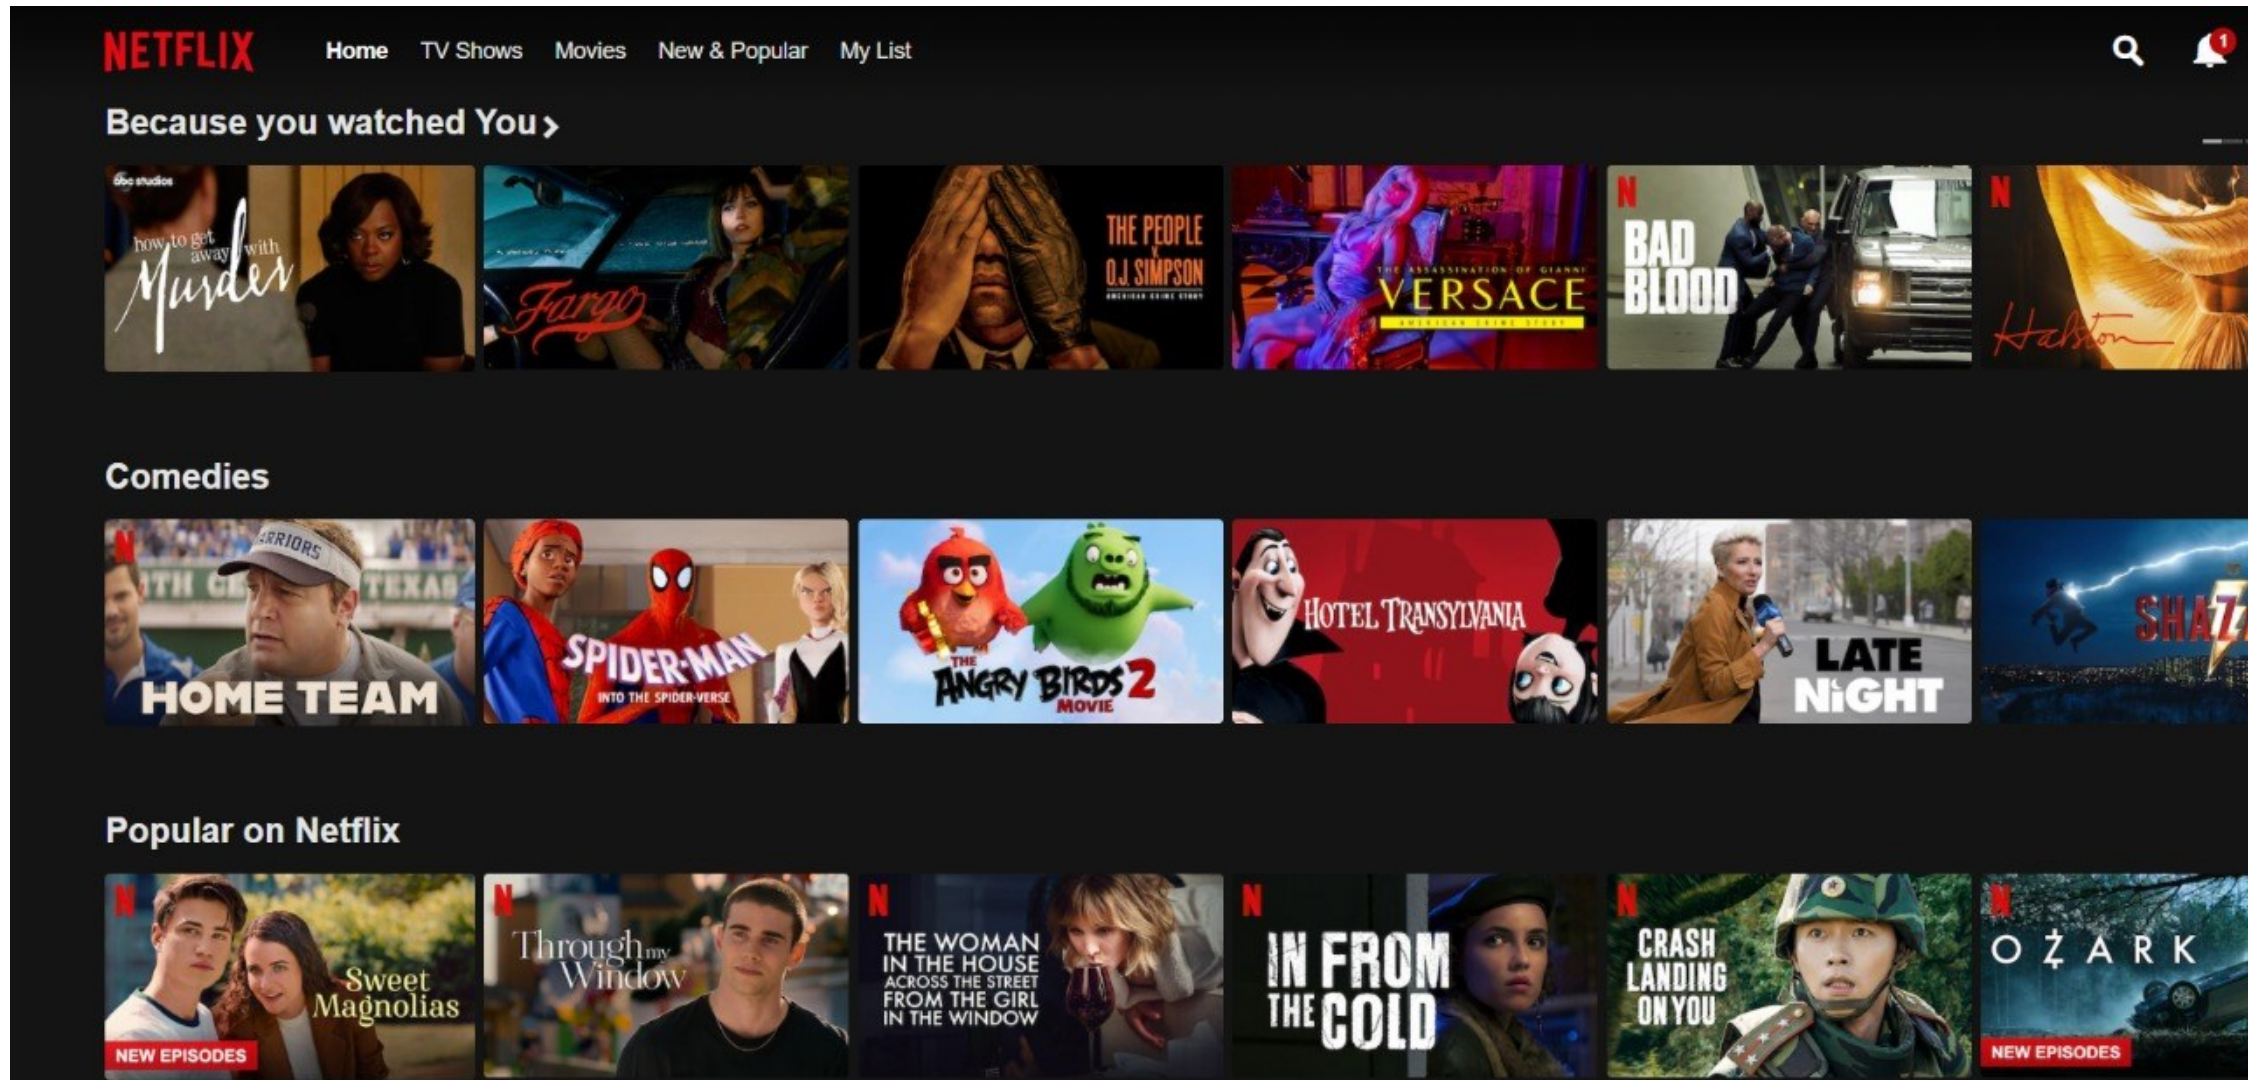 NETFLIX Home TV Shows Movies New & Popular My List 1
Because you watched You
abc studios
how to get
away with
Murder
Fargo
THE PEOPLE
v
O.J. SIMPSON
AMERICAN CRIME STORY
THE ASSASSINATION OF GIANNI
VERSACE
AMERICAN CRIME STORY
N
BAD
BLOOD
N
Halston
Comedies
N
WARRIORS
TEXAS
HOME TEAM
SPIDER-MAN
INTO THE SPIDER-VERSE
THE
ANGRY BIRDS 2
MOVIE
HOTEL TRANSYLVANIA
LATE
NiGHT
SHAZ
Popular on Netflix
N
Sweet
Magnolias
NEW EPISODES
N
Through my
Window
N
THE WOMAN
IN THE HOUSE
ACROSS THE STREET
FROM THE GIRL
IN THE WINDOW
N
IN FROM
THE COLD
N
CRASH
LANDING
ON YOU
N
OZARK
NEW EPISODES